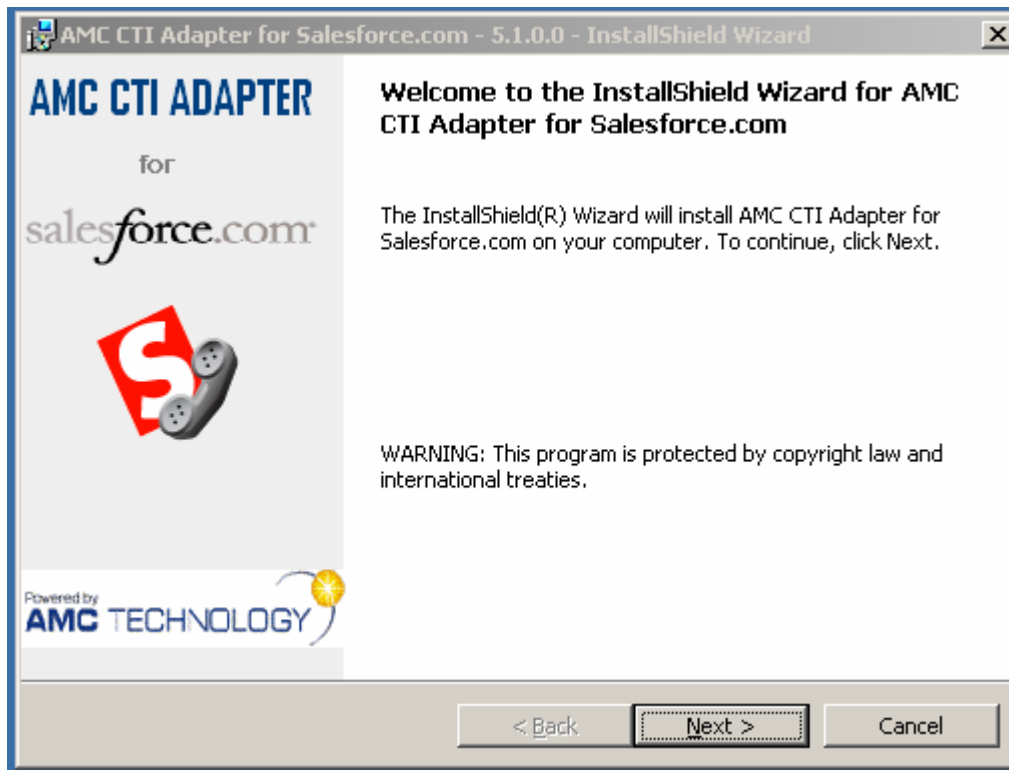 AMC CTI Adapter for Salesforce.com - 5.1.0.0 - InstallShield Wizard
AMC CTI ADAPTER
for
salesforce.com
Powered by
AMC TECHNOLOGY
Welcome to the InstallShield Wizard for AMC
CTI Adapter for Salesforce.com
The InstallShield(R) Wizard will install AMC CTI Adapter for
Salesforce.com on your computer. To continue, click Next.
WARNING: This program is protected by copyright law and
international treaties.
< Back
Next >
Cancel